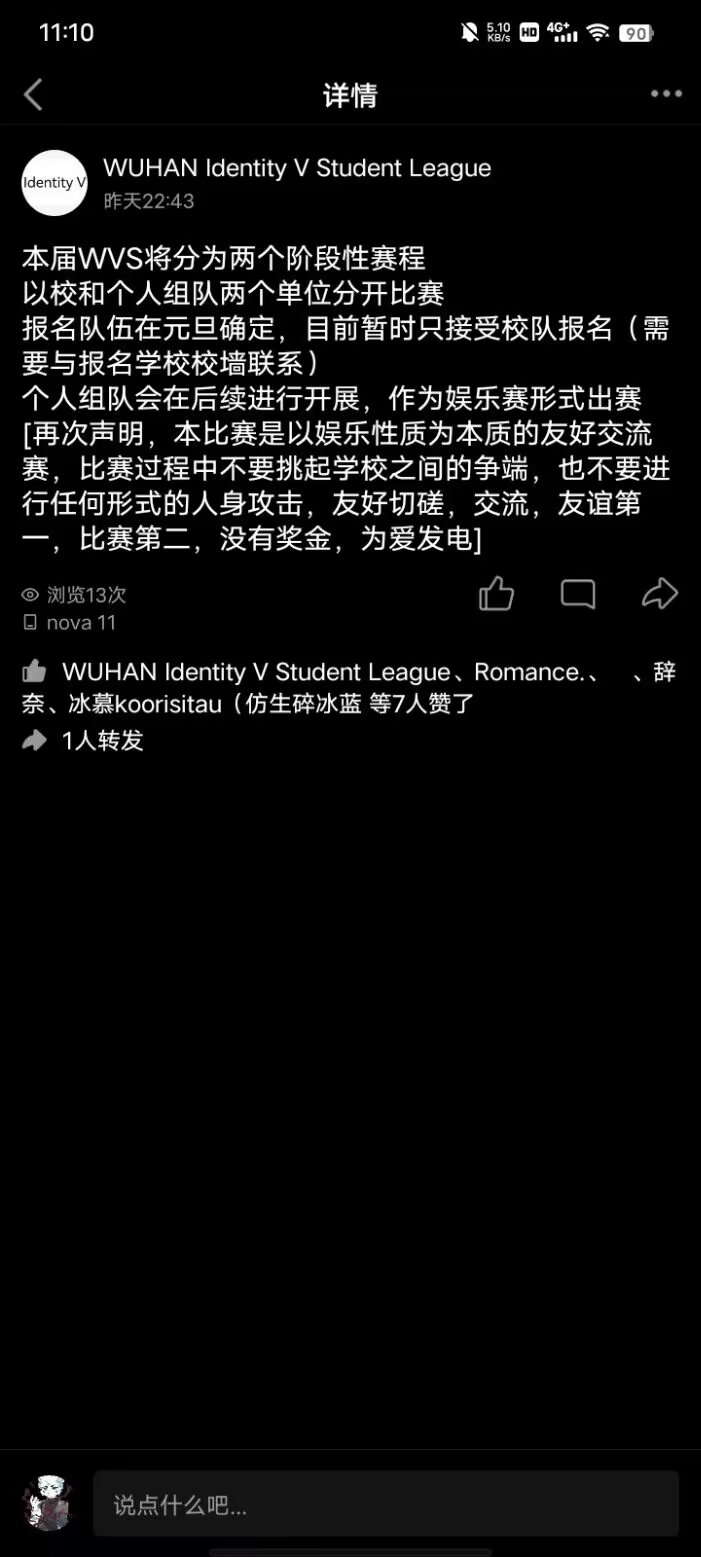 11:10
5.10 KB/s HD 4G+ 90
详情
Identity V
WUHAN Identity V Student League
昨天22:43
本届WVS将分为两个阶段性赛程
以校和个人组队两个单位分开比赛
报名队伍在元旦确定，目前暂时只接受校队报名（需
要与报名学校校墙联系）
个人组队会在后续进行开展，作为娱乐赛形式出赛
[再次声明，本比赛是以娱乐性质为本质的友好交流
赛，比赛过程中不要挑起学校之间的争端，也不要进
行任何形式的人身攻击，友好切磋，交流，友谊第
一，比赛第二，没有奖金，为爱发电]
浏览13次
nova 11
WUHAN Identity V Student League、Romance.、 、辞
奈、冰慕koorisitau（仿生碎冰蓝 等7人赞了
1人转发
说点什么吧...